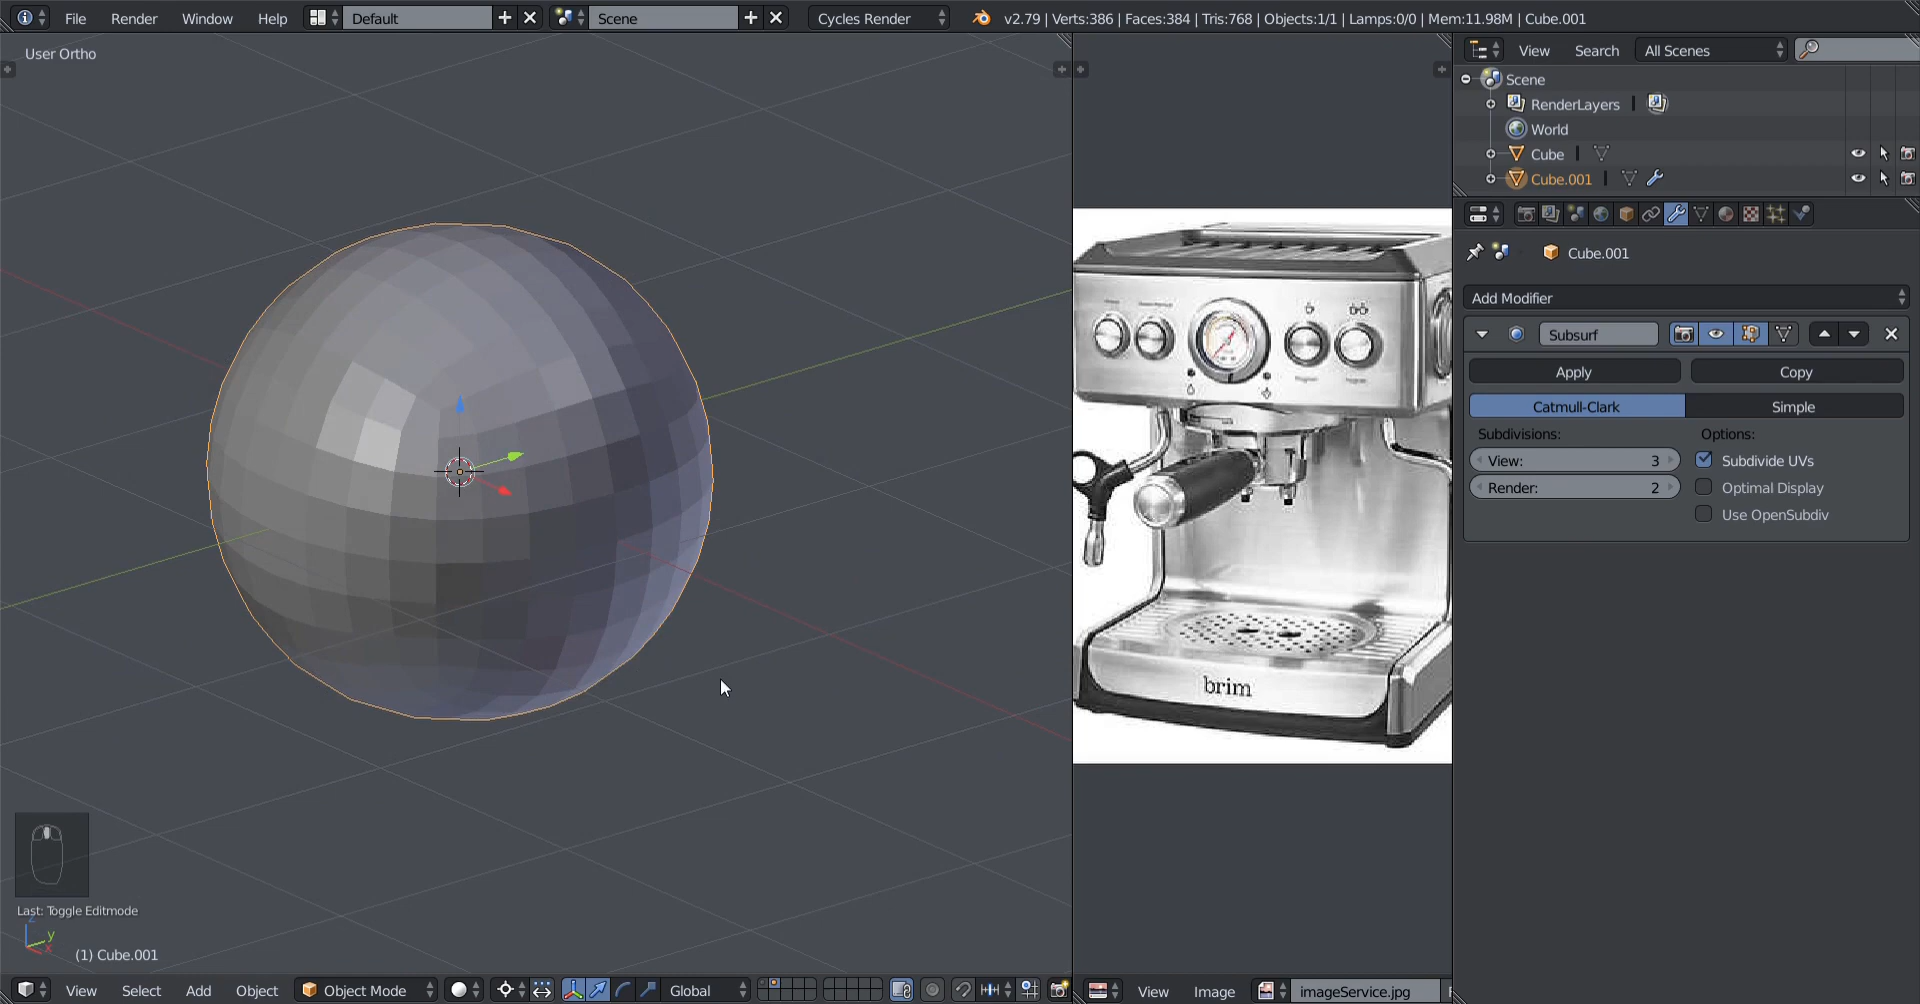 File Render Window Help Default Scene Cycles Render v2.79 | Verts:386 | Faces:384 | Tris:768 | Objects:1/1 | Lamps:0/0 | Mem:11.98M | Cube.001
User Ortho
View Search All Scenes
Scene
RenderLayers
World
Cube
Cube.001
Cube.001
Add Modifier
Subsurf
Apply Copy
Catmull-Clark Simple
Subdivisions: Options:
View: 3 Subdivide UVs
Render: 2 Optimal Display
Use OpenSubdiv
brim
Last: Toggle Editmode
z
y
x
(1) Cube.001
View Select Add Object Object Mode Global
View Image imageService.jpg F